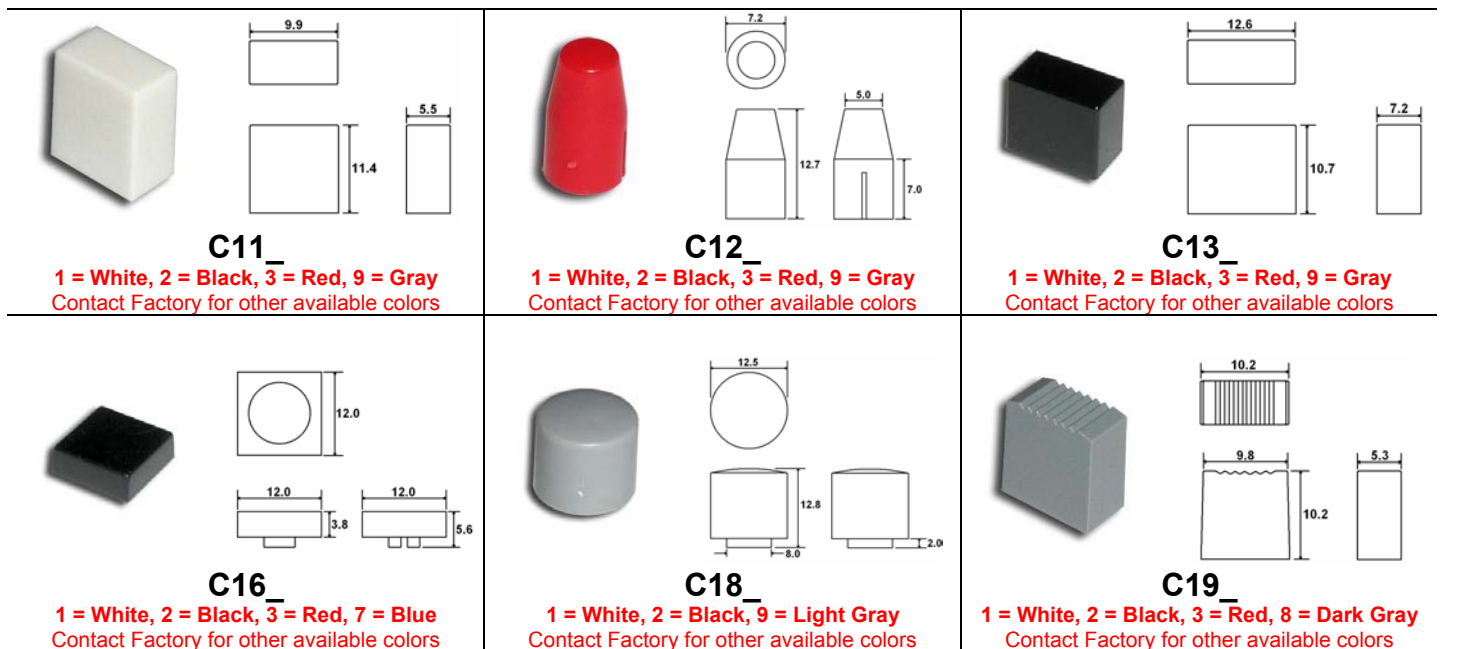 9.9
5.5
11.4
C11_
1 = White, 2 = Black, 3 = Red, 9 = Gray
Contact Factory for other available colors
7.2
5.0
12.7
7.0
C12_
1 = White, 2 = Black, 3 = Red, 9 = Gray
Contact Factory for other available colors
12.6
7.2
10.7
C13_
1 = White, 2 = Black, 3 = Red, 9 = Gray
Contact Factory for other available colors
12.0
12.0
12.0
3.8
5.6
C16_
1 = White, 2 = Black, 3 = Red, 7 = Blue
Contact Factory for other available colors
12.5
12.8
8.0
2.0
C18_
1 = White, 2 = Black, 9 = Light Gray
Contact Factory for other available colors
10.2
9.8
5.3
10.2
C19_
1 = White, 2 = Black, 3 = Red, 8 = Dark Gray
Contact Factory for other available colors